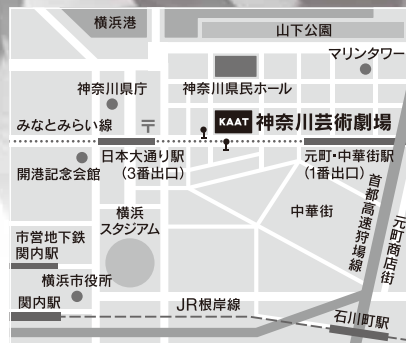 横浜港
山下公園
マリンタワー
神奈川県庁
神奈川県民ホール
みなとみらい線
〒
KAAT 神奈川芸術劇場
日本大通り駅
（3番出口）
元町・中華街駅
（1番出口）
開港記念会館
首都高速狩場線
元町商店街
中華街
横浜
スタジアム
市営地下鉄
関内駅
横浜市役所
関内駅
JR根岸線
石川町駅